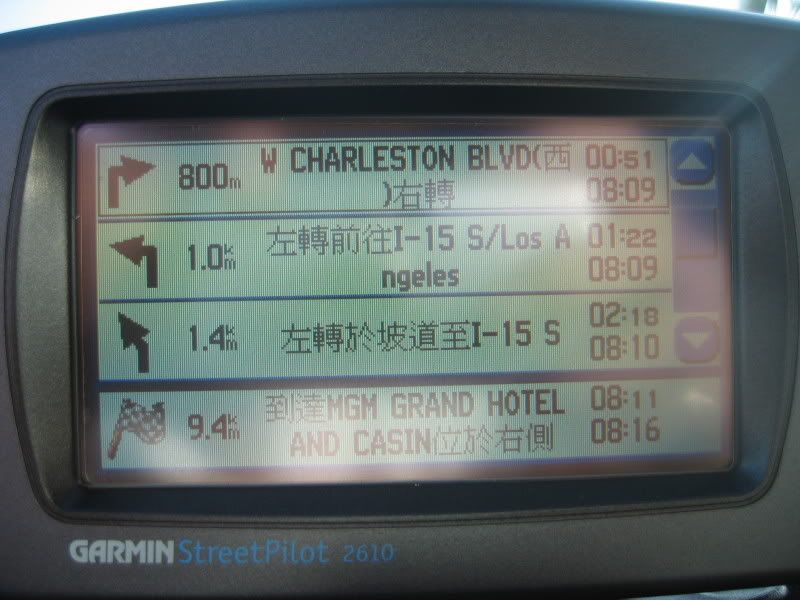 800m W CHARLESTON BLVD(西 00:51
)右轉 08:09
1.0km 左轉前往I-15 S/Los A 01:22
ngeles 08:09
1.4km 左轉於坡道至I-15 S 02:18
08:10
9.4km 到達MGM GRAND HOTEL 08:11
AND CASIN位於右側 08:16
GARMIN StreetPilot 2610